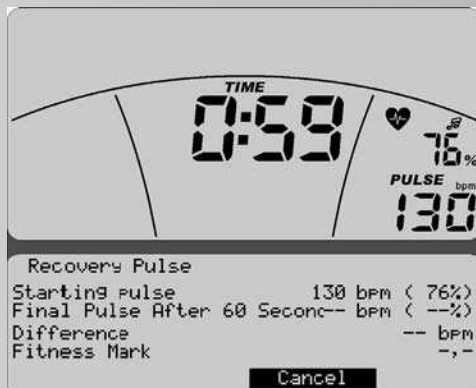 TIME
0:59
76%
PULSE bpm
130
Recovery Pulse
Starting pulse 130 bpm ( 76%)
Final Pulse After 60 Seconc-- bpm ( --%)
Difference -- bpm
Fitness Mark -,-
Cancel